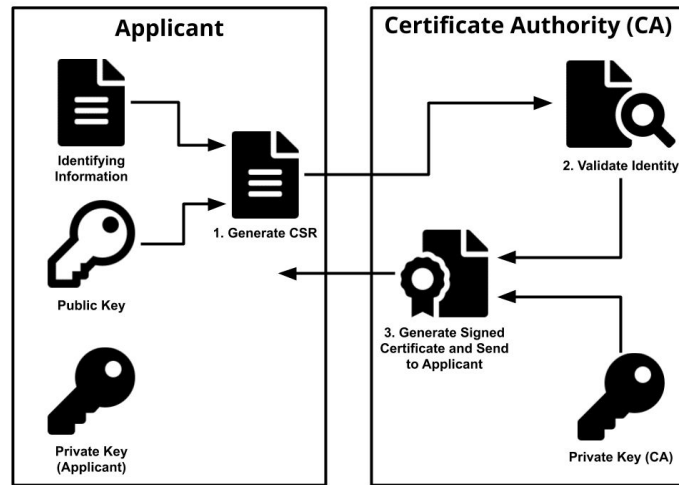 Applicant
Certificate Authority (CA)
Identifying
Information
1. Generate CSR
2. Validate Identity
Public Key
3. Generate Signed
Certificate and Send
to Applicant
Private Key
(Applicant)
Private Key (CA)